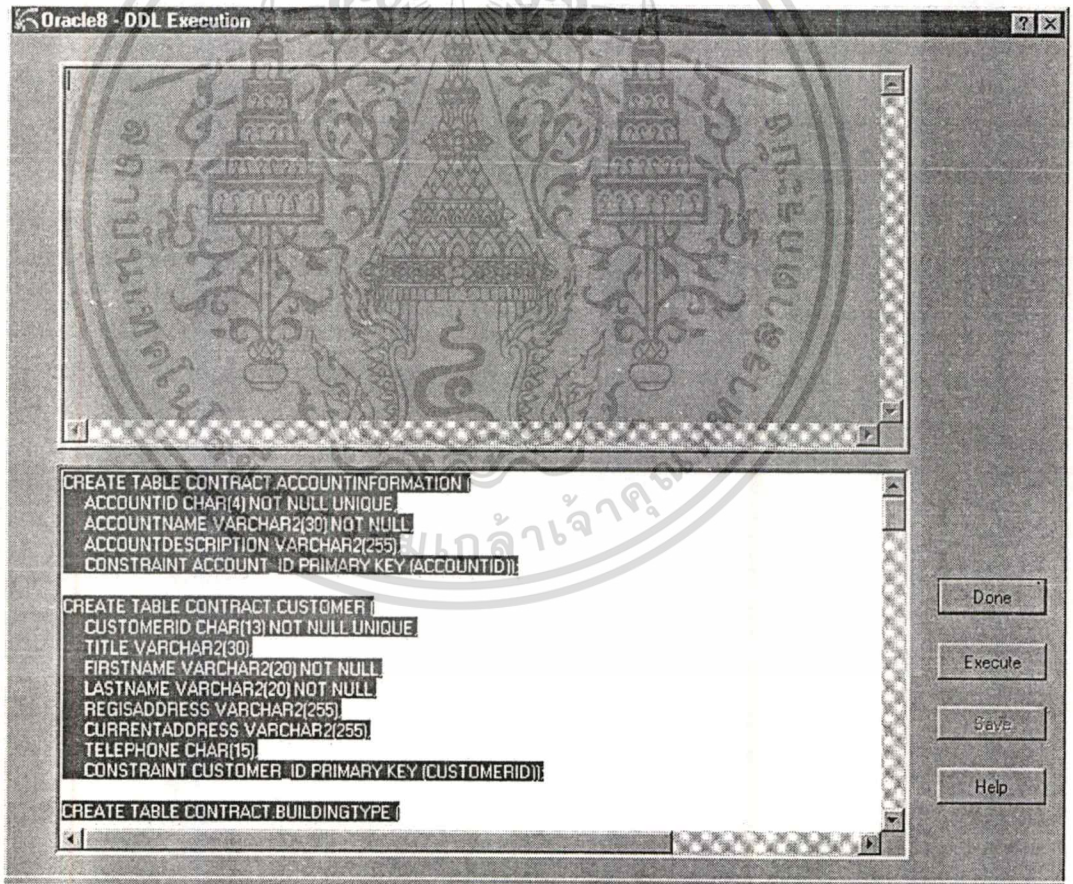 Oracle8 - DDL Execution
CREATE TABLE CONTRACT.ACCOUNTINFORMATION (
ACCOUNTID CHAR(4) NOT NULL UNIQUE,
ACCOUNTNAME VARCHAR2(30) NOT NULL,
ACCOUNTDESCRIPTION VARCHAR2(255),
CONSTRAINT ACCOUNT_ID PRIMARY KEY (ACCOUNTID));
CREATE TABLE CONTRACT.CUSTOMER (
CUSTOMERID CHAR(13) NOT NULL UNIQUE,
TITLE VARCHAR2(30),
FIRSTNAME VARCHAR2(20) NOT NULL,
LASTNAME VARCHAR2(20) NOT NULL,
REGISADDRESS VARCHAR2(255),
CURRENTADDRESS VARCHAR2(255),
TELEPHONE CHAR(15),
CONSTRAINT CUSTOMER_ID PRIMARY KEY (CUSTOMERID));
CREATE TABLE CONTRACT.BUILDINGTYPE (
Done
Execute
Save
Help